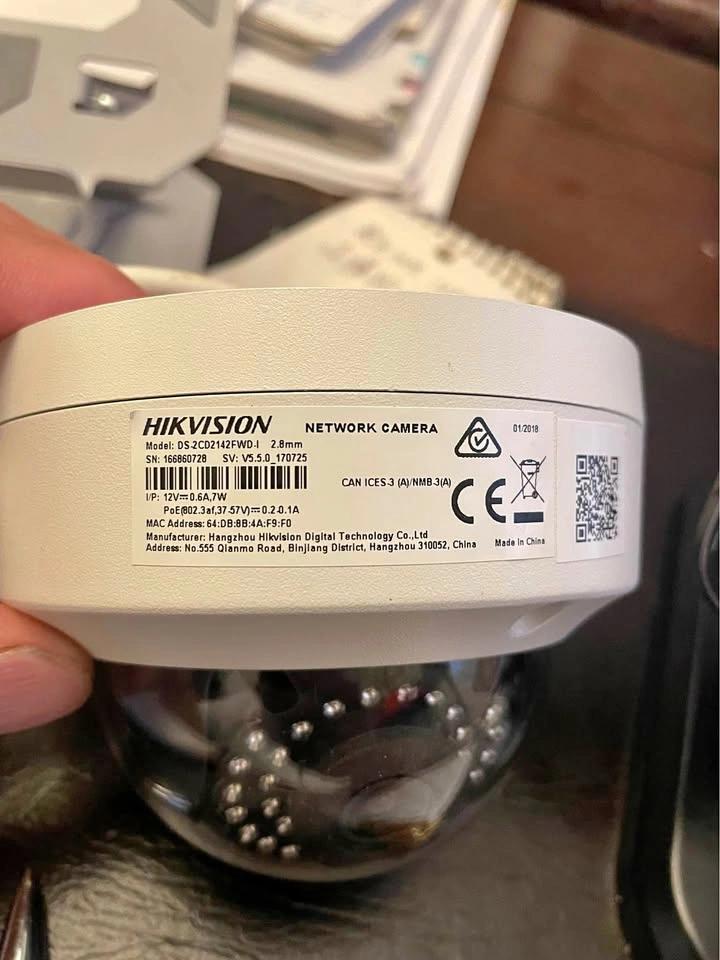 HIKVISION NETWORK CAMERA 01/2018
Model: DS-2CD2142FWD-I 2.8mm
SN: 166860728 SV: V5.5.0_170725
CAN ICES-3 (A)/NMB-3(A)
I/P: 12V⎓0.6A,7W
PoE(802.3af,37-57V)⎓0.2-0.1A
MAC Address: 64:DB:8B:4A:F9:F0
CE
Manufacturer: Hangzhou Hikvision Digital Technology Co.,Ltd
Address: No.555 Qianmo Road, Binjiang District, Hangzhou 310052, China Made in China